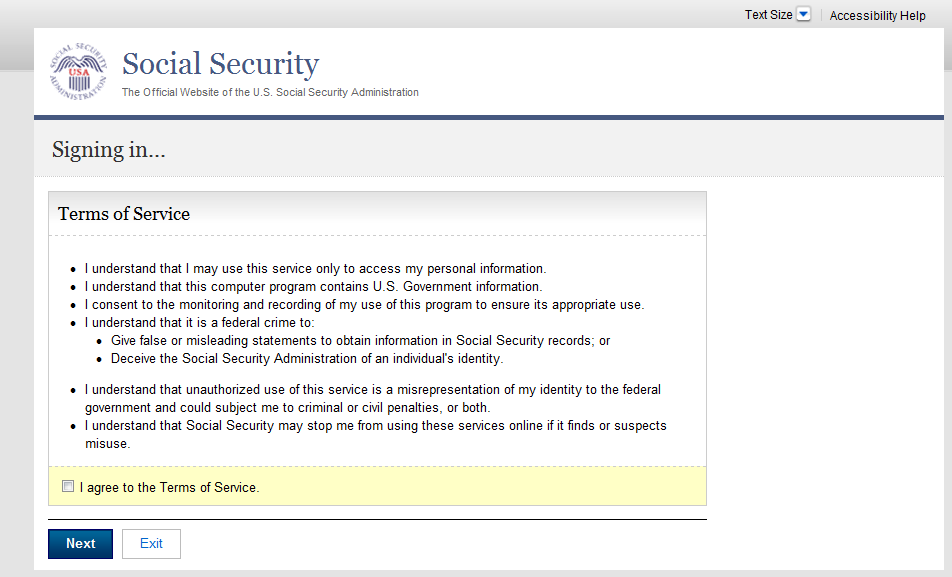 Text Size
Accessibility Help
SOCIAL SECURITY ADMINISTRATION
USA
Social Security
The Official Website of the U.S. Social Security Administration
Signing in...
Terms of Service
• I understand that I may use this service only to access my personal information.
• I understand that this computer program contains U.S. Government information.
• I consent to the monitoring and recording of my use of this program to ensure its appropriate use.
• I understand that it is a federal crime to:
• Give false or misleading statements to obtain information in Social Security records; or
• Deceive the Social Security Administration of an individual's identity.
• I understand that unauthorized use of this service is a misrepresentation of my identity to the federal
government and could subject me to criminal or civil penalties, or both.
• I understand that Social Security may stop me from using these services online if it finds or suspects
misuse.
I agree to the Terms of Service.
Next
Exit